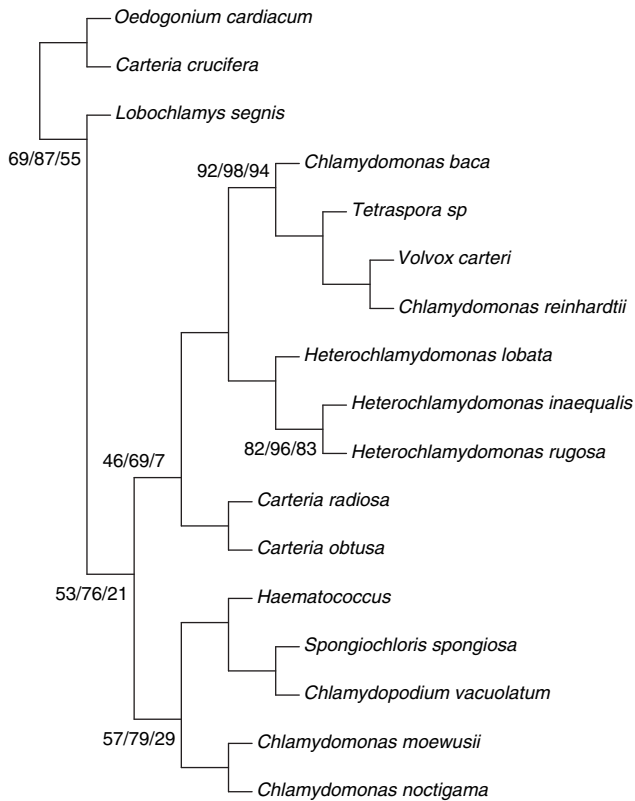 Oedogonium cardiacum
Carteria crucifera
Lobochlamys segnis
69/87/55
92/98/94
Chlamydomonas baca
Tetraspora sp
Volvox carteri
Chlamydomonas reinhardtii
Heterochlamydomonas lobata
Heterochlamydomonas inaequalis
82/96/83
Heterochlamydomonas rugosa
46/69/7
Carteria radiosa
Carteria obtusa
53/76/21
Haematococcus
Spongiochloris spongiosa
Chlamydopodium vacuolatum
57/79/29
Chlamydomonas moewusii
Chlamydomonas noctigama